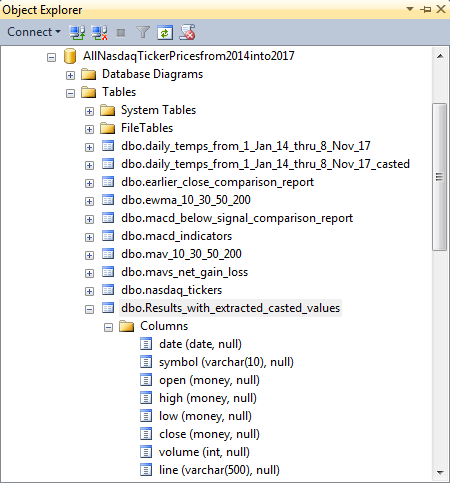 Object Explorer
Connect
AllNasdaqTickerPricesfrom2014into2017
Database Diagrams
Tables
System Tables
FileTables
dbo.daily_temps_from_1_Jan_14_thru_8_Nov_17
dbo.daily_temps_from_1_Jan_14_thru_8_Nov_17_casted
dbo.earlier_close_comparison_report
dbo.ewma_10_30_50_200
dbo.macd_below_signal_comparison_report
dbo.macd_indicators
dbo.mav_10_30_50_200
dbo.mavs_net_gain_loss
dbo.nasdaq_tickers
dbo.Results_with_extracted_casted_values
Columns
date (date, null)
symbol (varchar(10), null)
open (money, null)
high (money, null)
low (money, null)
close (money, null)
volume (int, null)
line (varchar(500), null)